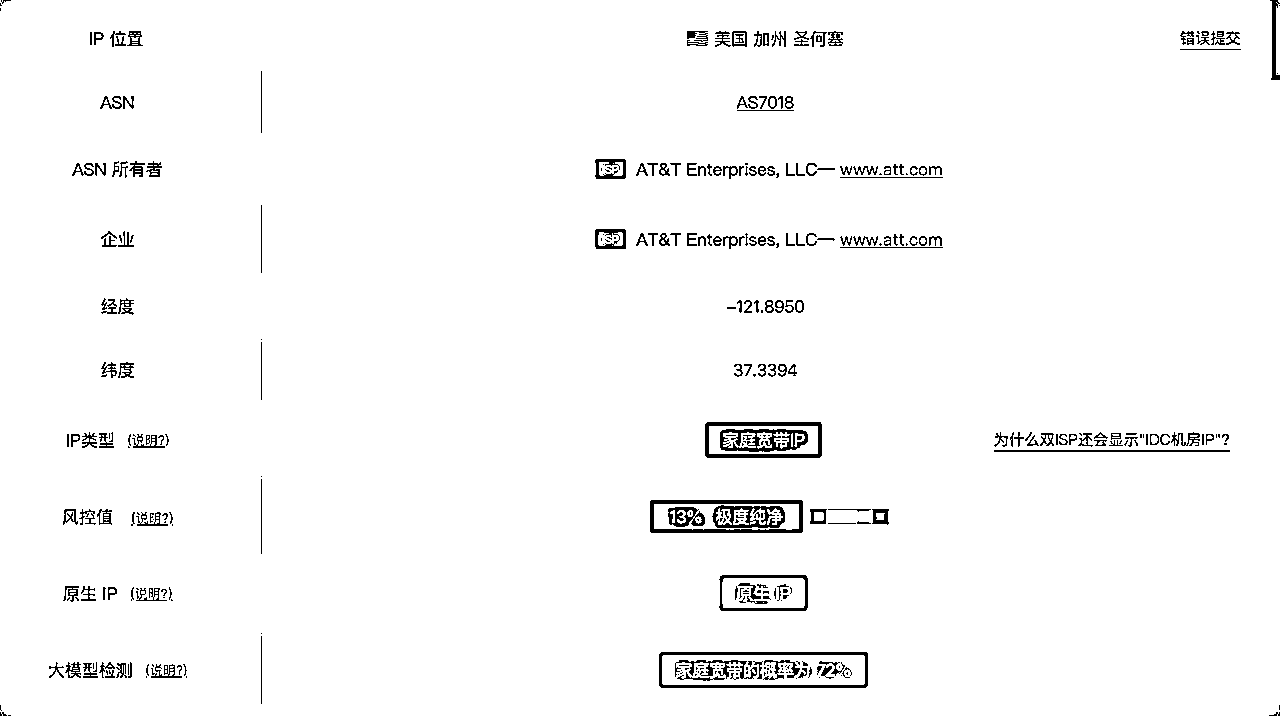 IP 位置 美国 加州 圣何塞 错误提交
ASN AS7018
ASN 所有者 ISP AT&T Enterprises, LLC— www.att.com
企业 ISP AT&T Enterprises, LLC— www.att.com
经度 -121.8950
纬度 37.3394
IP类型 (说明?) 家庭宽带IP 为什么双ISP还会显示"IDC机房IP"?
风控值 (说明?) 13% 极度纯净
原生 IP (说明?) 原生 IP
大模型检测 (说明?) 家庭宽带的概率为 72%